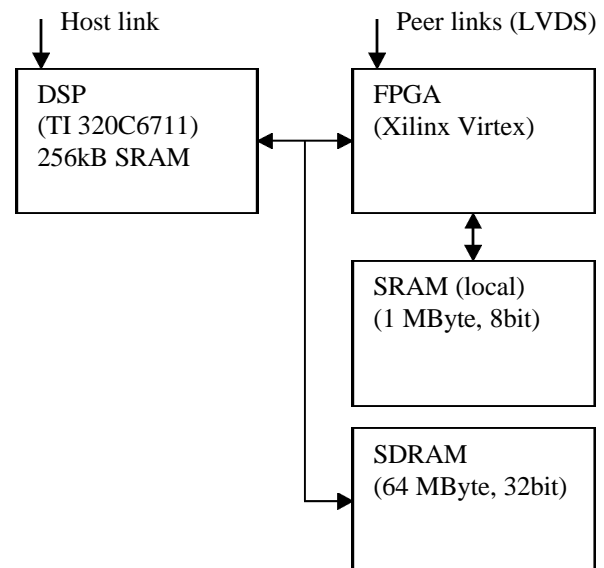 Host link
Peer links (LVDS)
DSP
(TI 320C6711)
256kB SRAM
FPGA
(Xilinx Virtex)
SRAM (local)
(1 MByte, 8bit)
SDRAM
(64 MByte, 32bit)